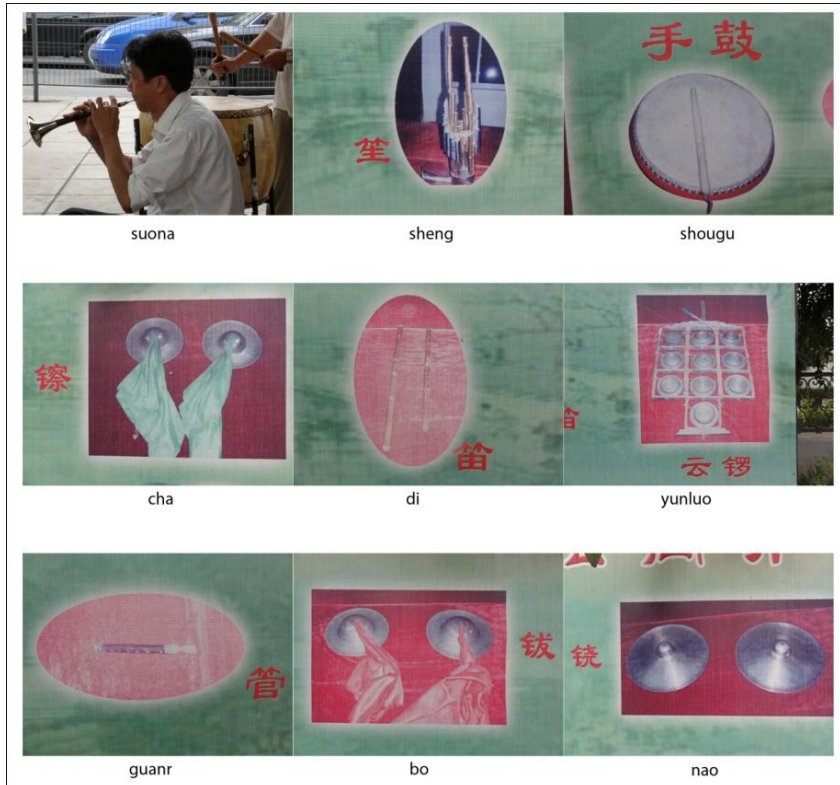 手鼓
笙
suona
sheng
shougu
镲
笛
云锣
cha
di
yunluo
管
钹
铙
guanr
bo
nao